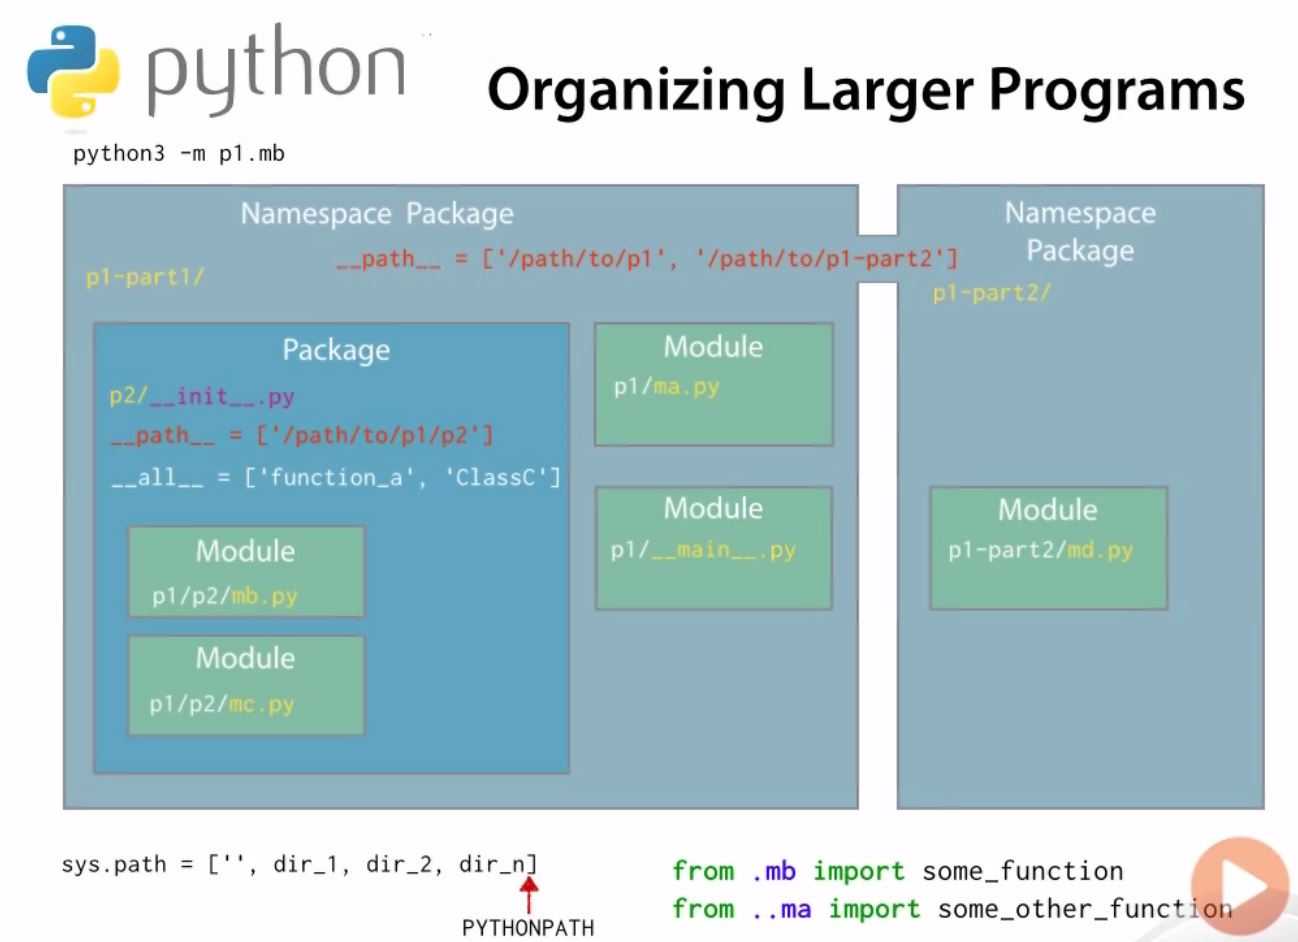 python
Organizing Larger Programs
python3 -m p1.mb
Namespace Package
__path__ = ['/path/to/p1', '/path/to/p1-part2']
p1-part1/
Package
p2/__init__.py
__path__ = ['/path/to/p1/p2']
__all__ = ['function_a', 'ClassC']
Module
p1/p2/mb.py
Module
p1/p2/mc.py
Module
p1/ma.py
Module
p1/__main__.py
Namespace
Package
p1-part2/
Module
p1-part2/md.py
sys.path = ['', dir_1, dir_2, dir_n]
PYTHONPATH
from .mb import some_function
from ..ma import some_other_function